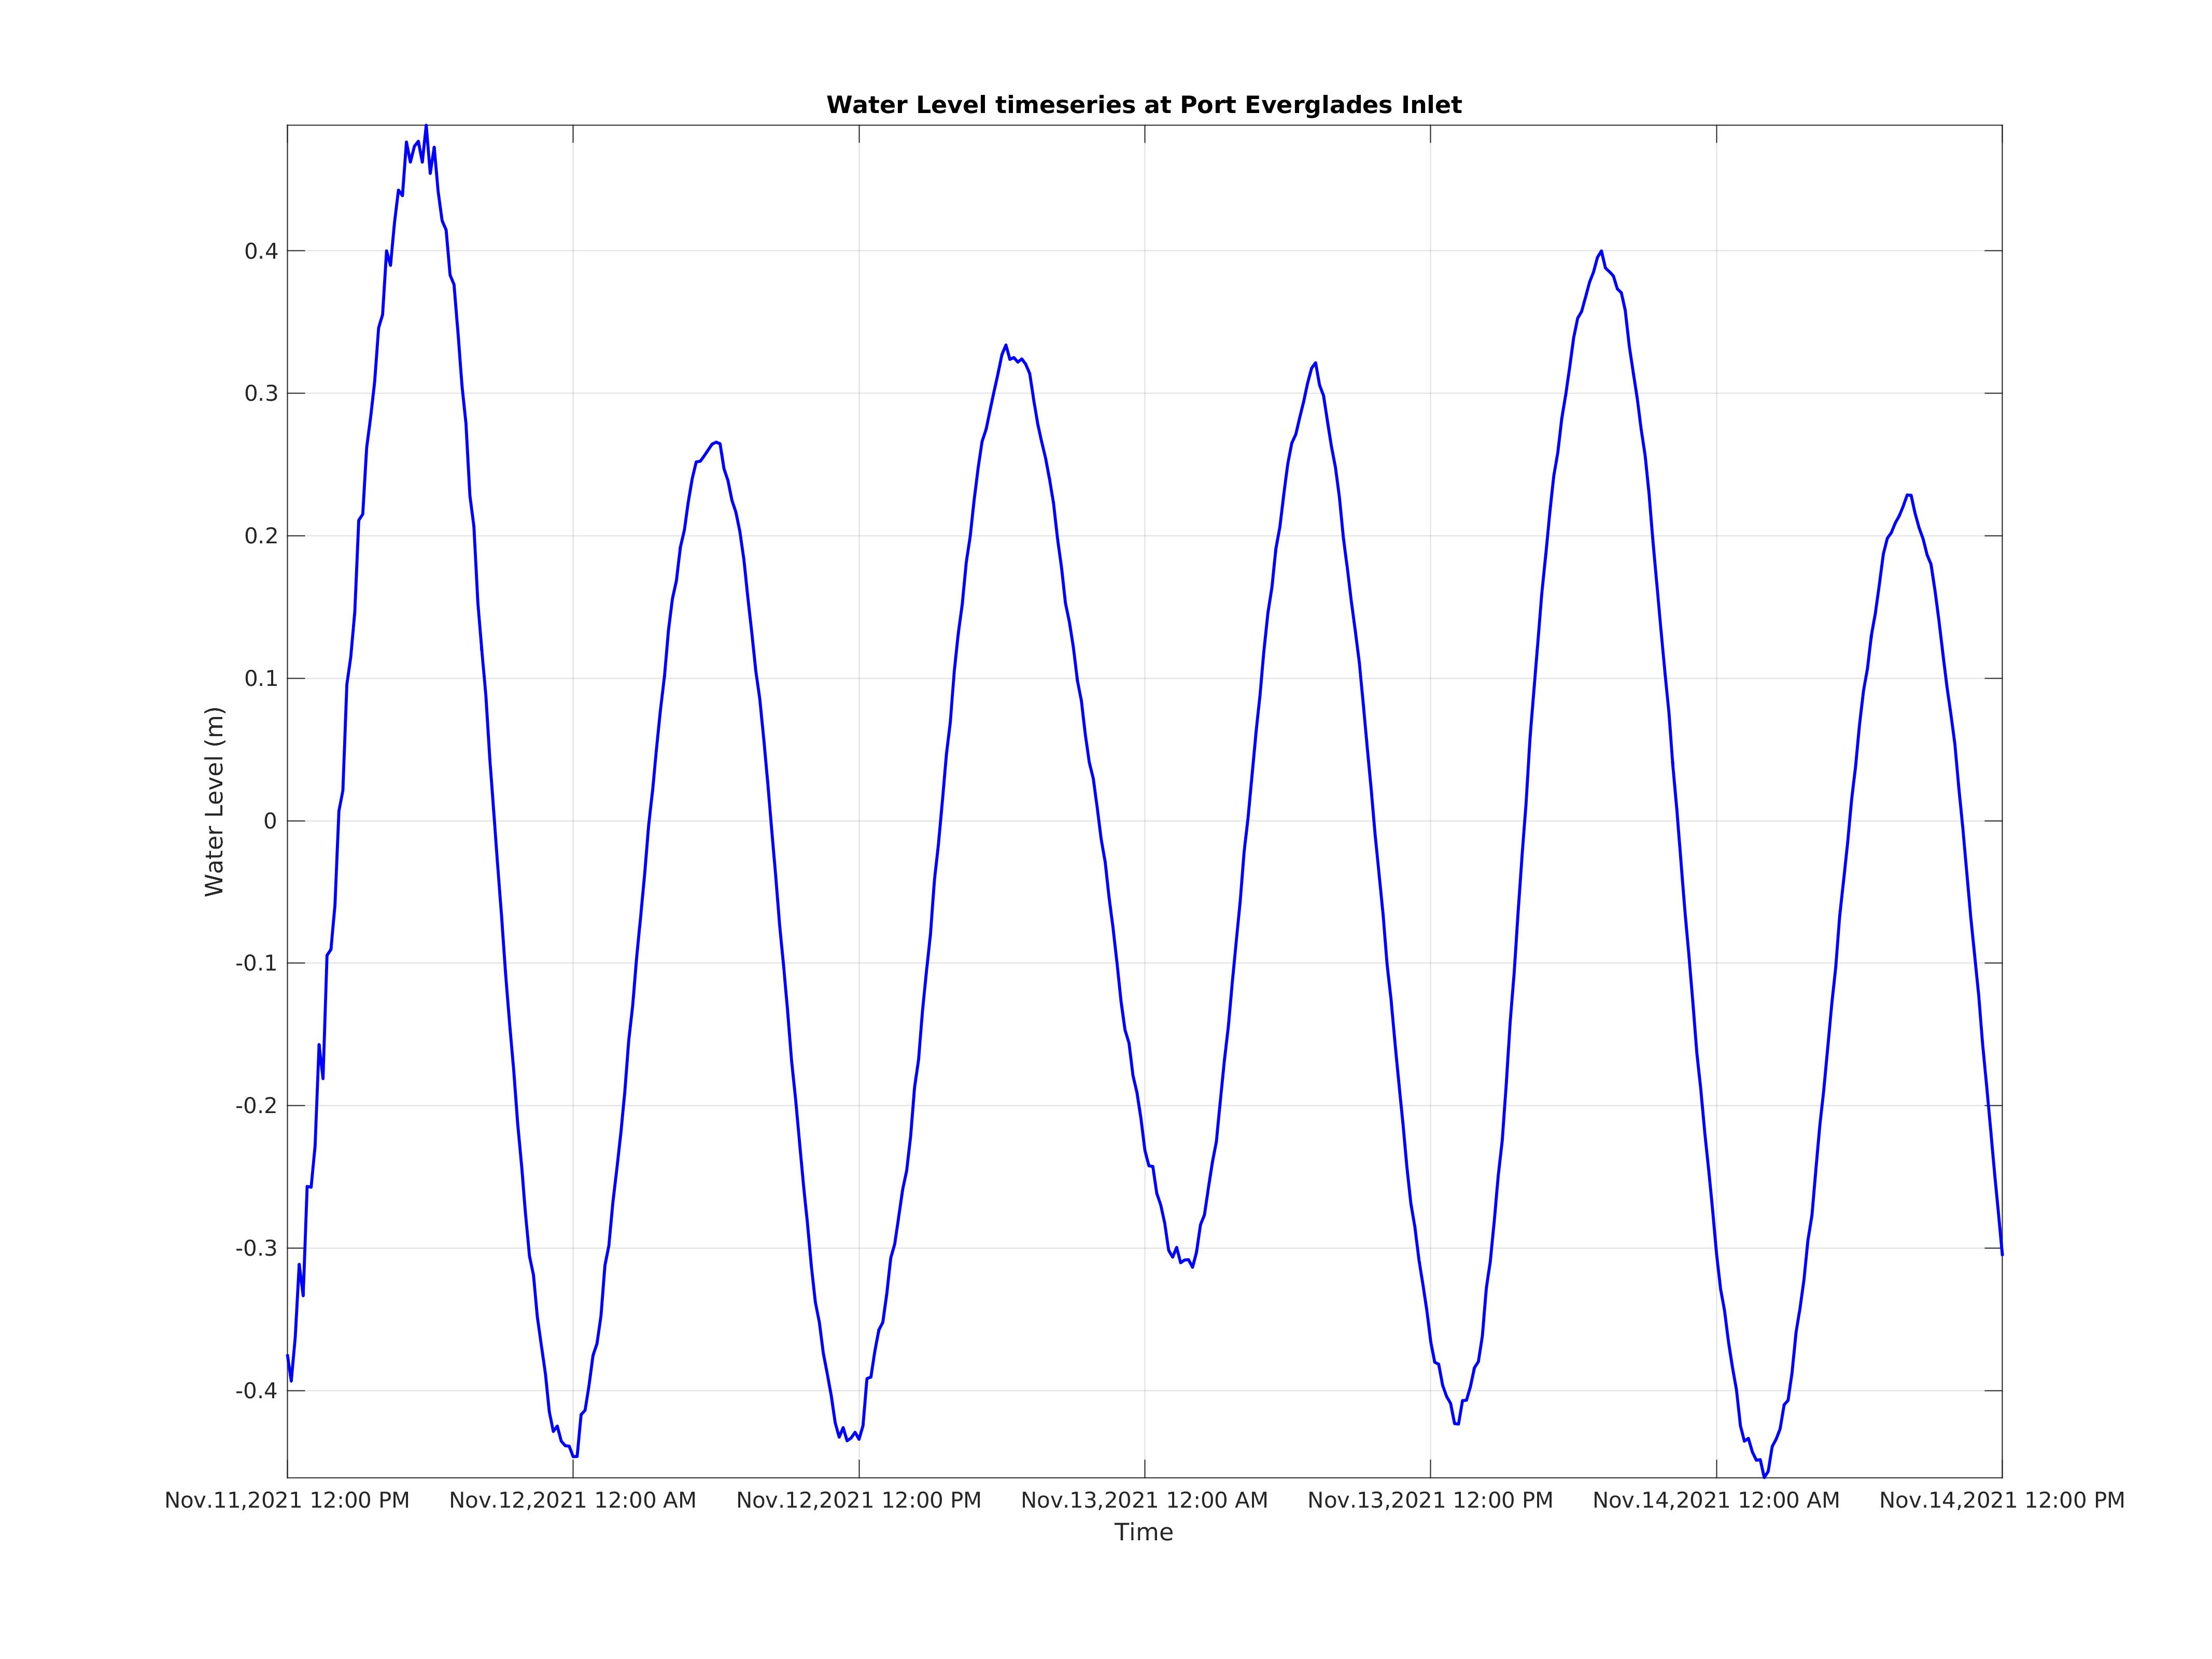 Water Level timeseries at Port Everglades Inlet
0.4
0.3
0.2
0.1
0
-0.1
-0.2
-0.3
-0.4
Water Level (m)
Nov.11,2021 12:00 PM Nov.12,2021 12:00 AM Nov.12,2021 12:00 PM Nov.13,2021 12:00 AM Nov.13,2021 12:00 PM Nov.14,2021 12:00 AM Nov.14,2021 12:00 PM
Time